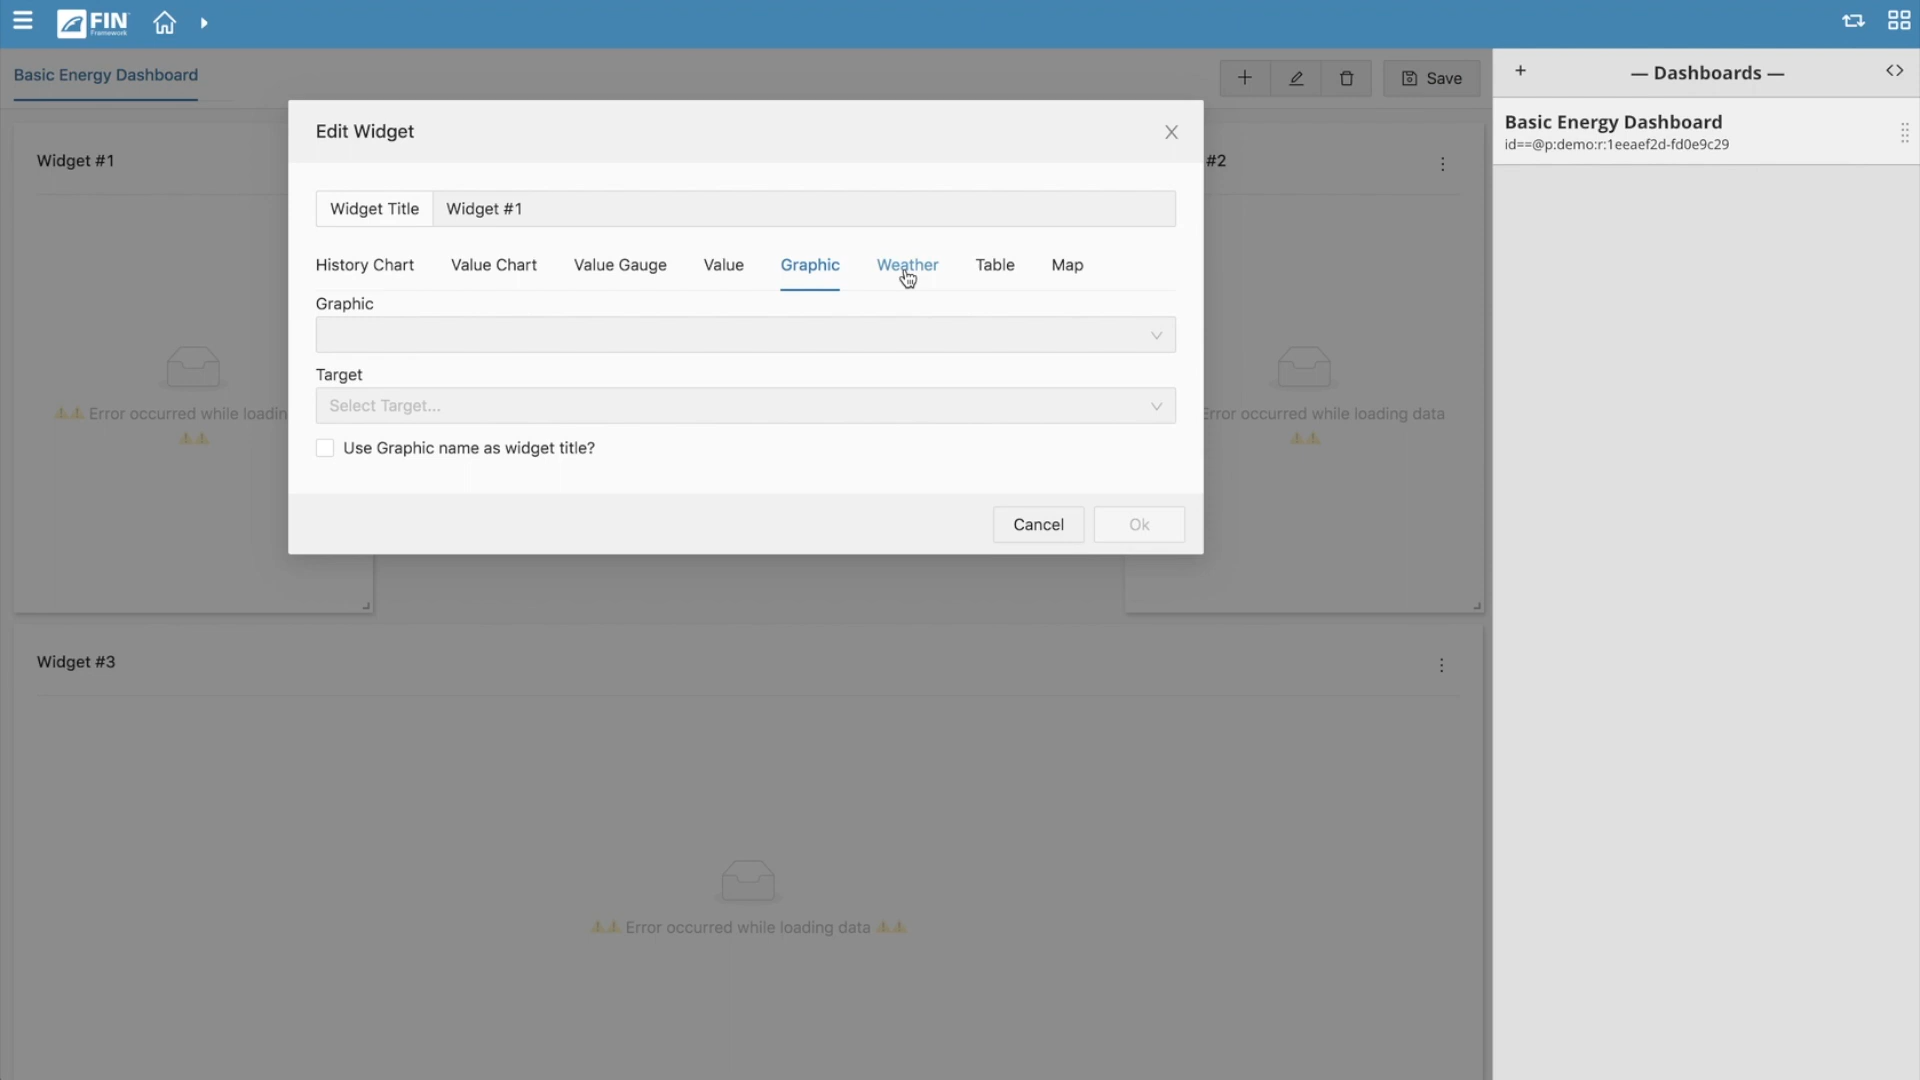 FIN
Framework
Basic Energy Dashboard
Save
— Dashboards —
Basic Energy Dashboard
id==@p:demo:r:1eeaef2d-fd0e9c29
Edit Widget
Widget #1
#2
Widget Title
Widget #1
History Chart
Value Chart
Value Gauge
Value
Graphic
Weather
Table
Map
Graphic
Target
Select Target...
Use Graphic name as widget title?
Error occurred while loadin
Error occurred while loading data
Cancel
Ok
Widget #3
Error occurred while loading data